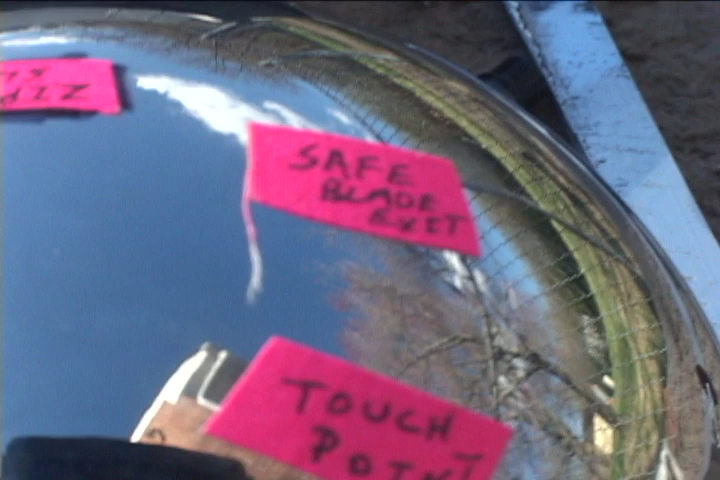 SAFE
BLADE
EXIT
TOUCH
POINT